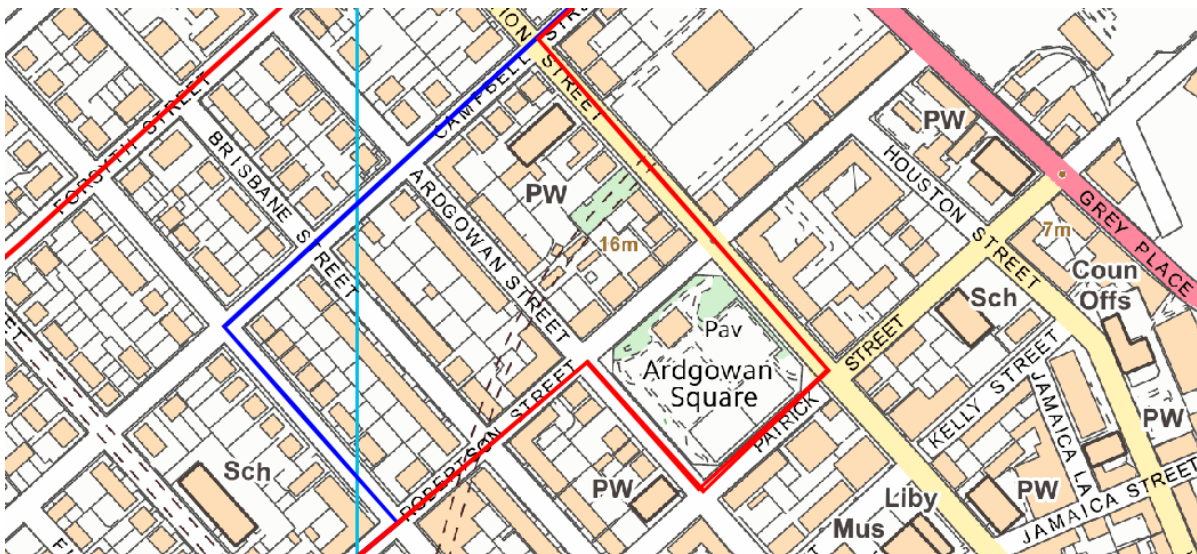 FORSYTH STREET
BRISBANE STREET
CAMPBELL
STREET
PW
PW
ARDGOWAN STREET
16m
HOUSTON STREET
GREY PLACE
7m
Coun
Offs
Sch
Pav
Ardgowan
Square
PATRICK STREET
KELLY STREET
JAMAICA LA
JAMAICA STREET
PW
ROBERTSON STREET
Sch
PW
PW
Liby
Mus